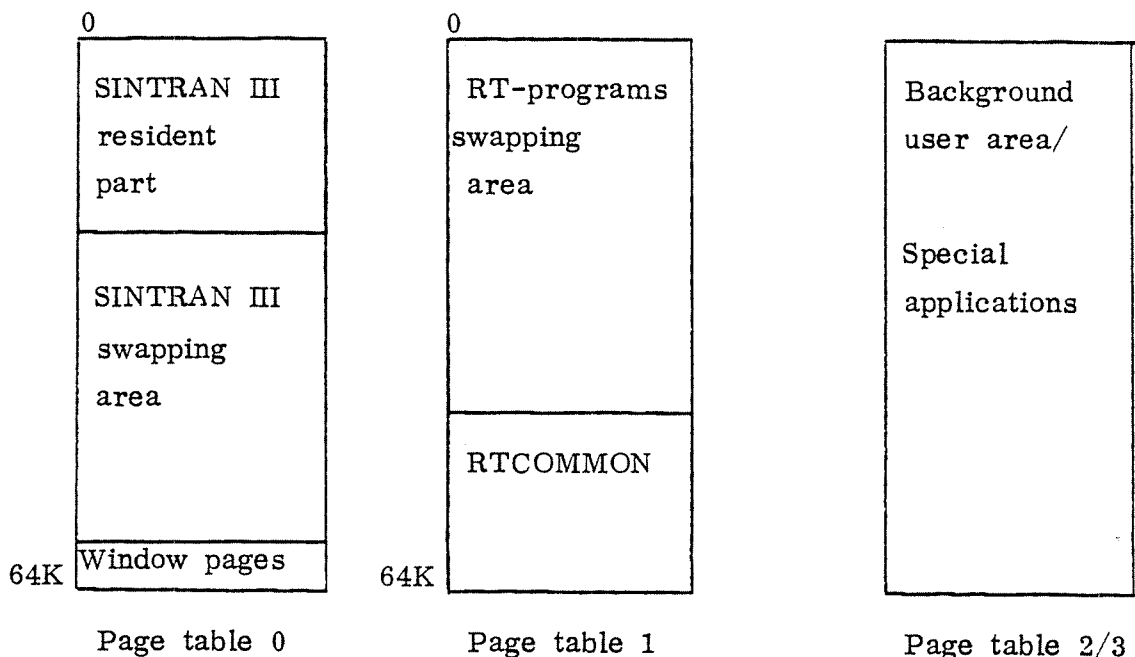 0
SINTRAN III
resident
part
SINTRAN III
swapping
area
Window pages
64K
Page table 0
0
RT-programs
swapping
area
RTCOMMON
64K
Page table 1
Background
user area/
Special
applications
Page table 2/3